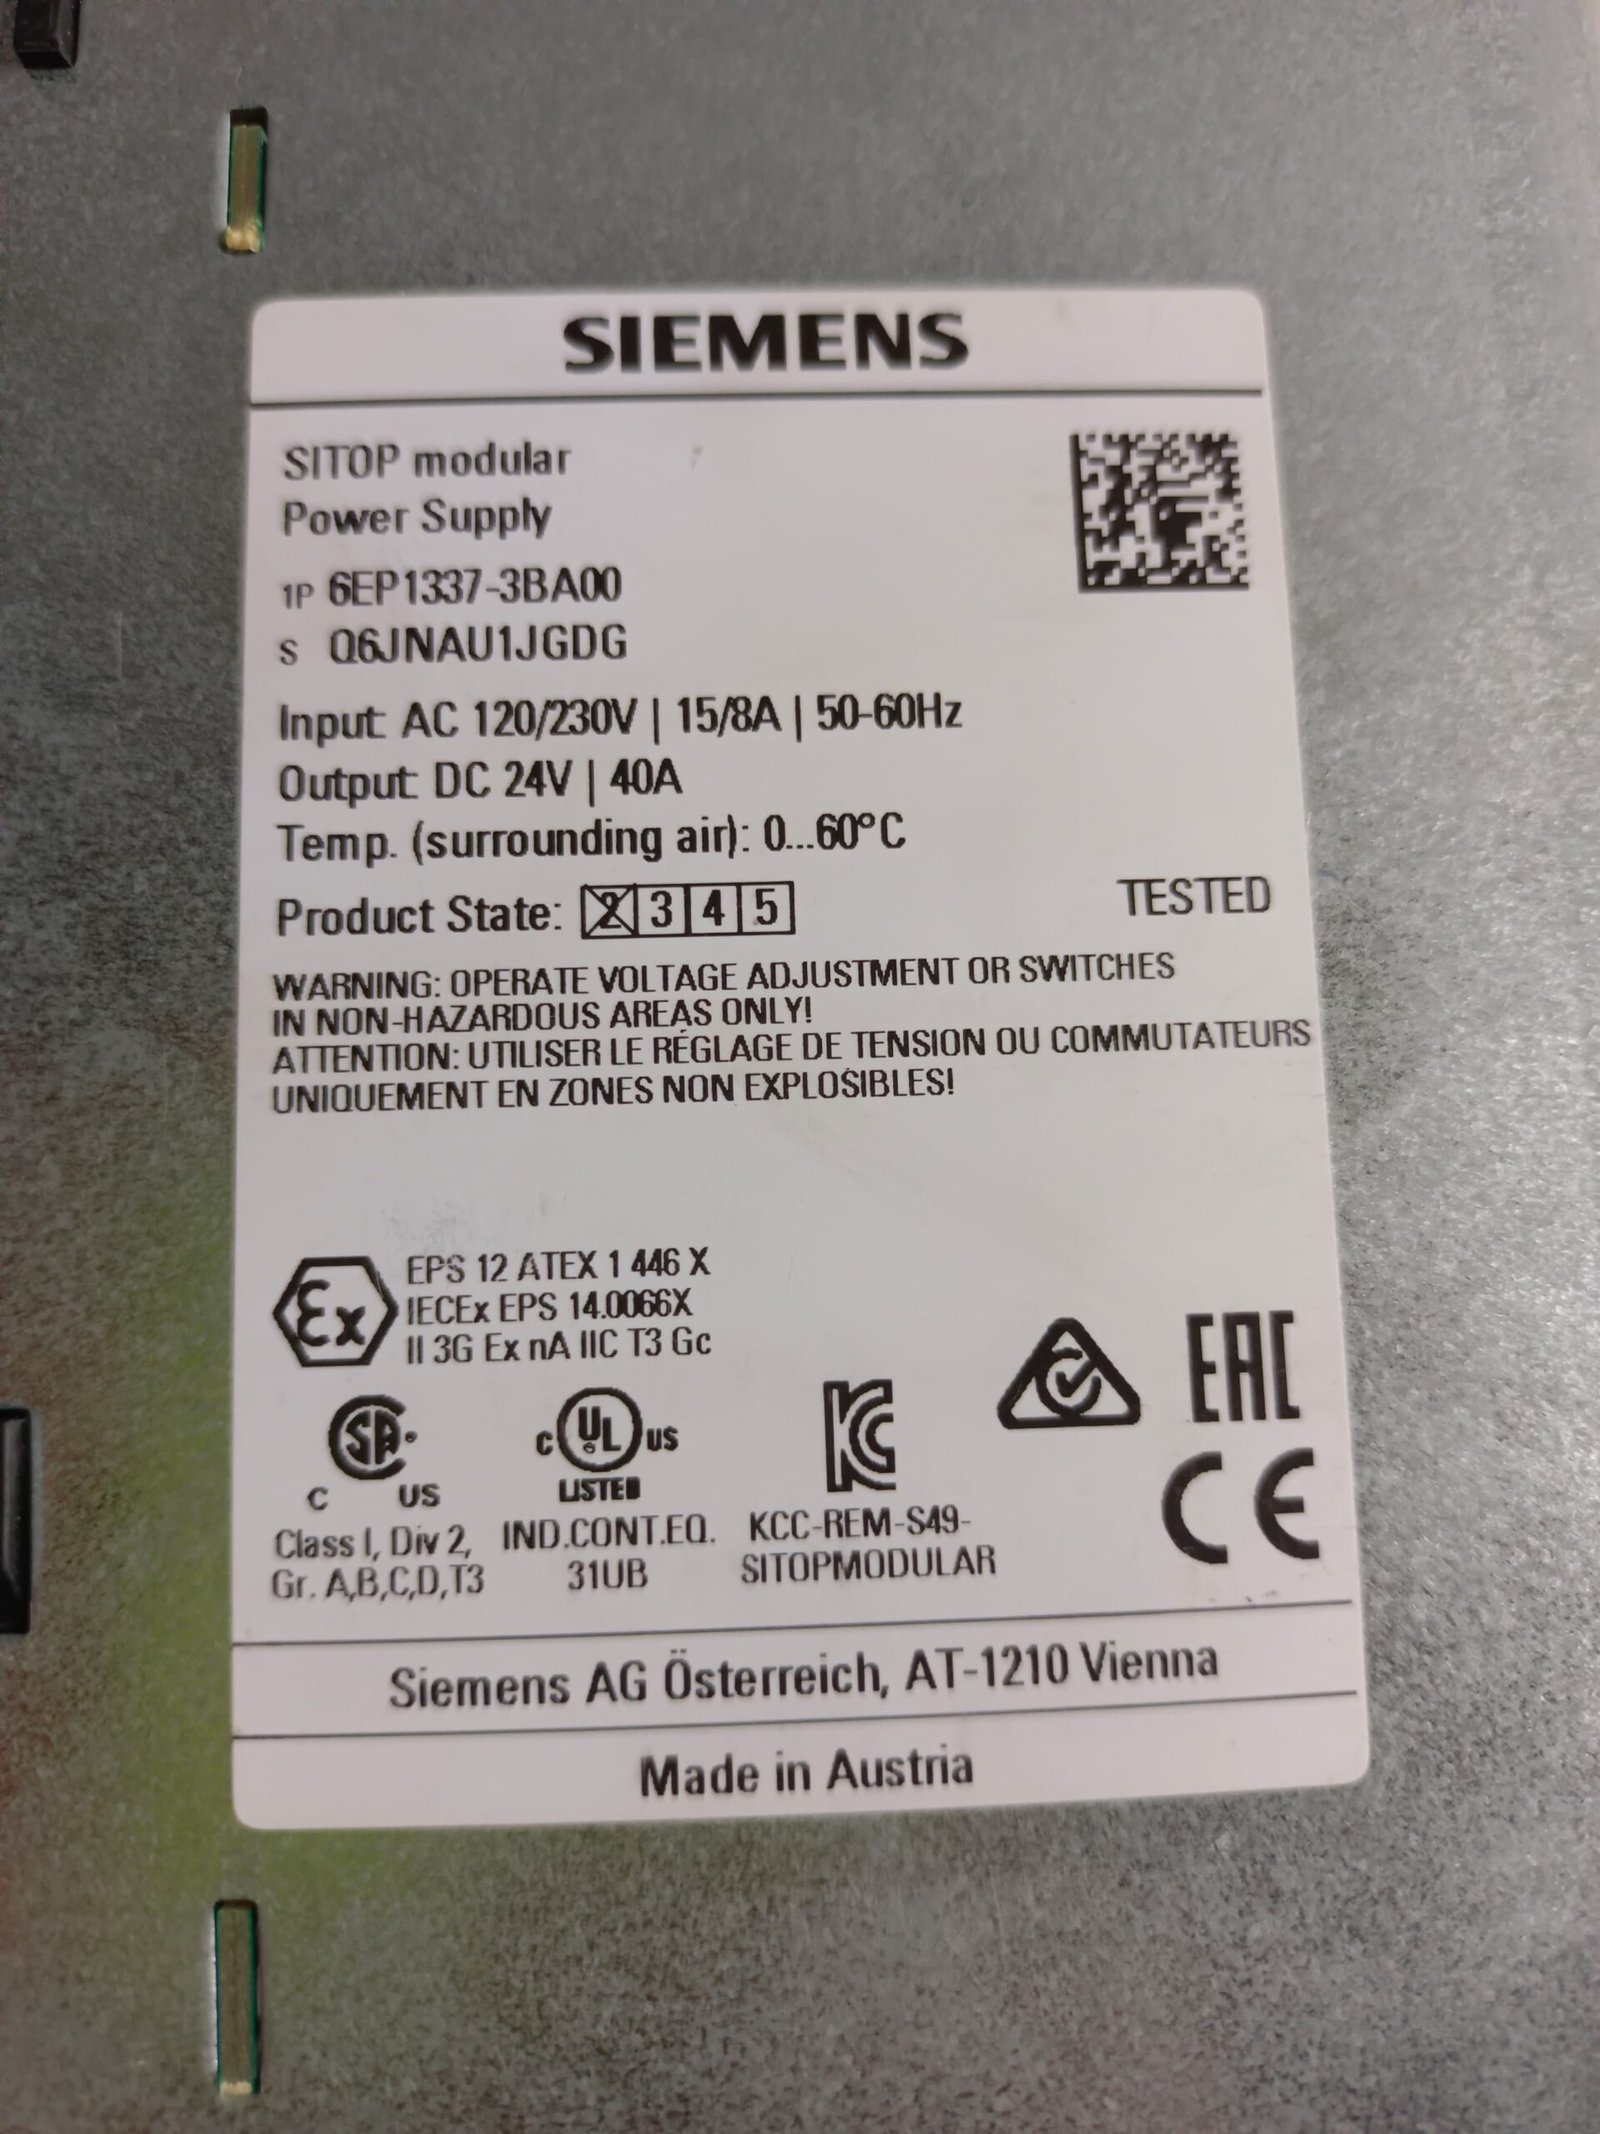 SIEMENS
SITOP modular
Power Supply
1P 6EP1337-3BA00
S Q6JNAU1JGDG
Input: AC 120/230V | 15/8A | 50-60Hz
Output: DC 24V | 40A
Temp. (surrounding air): 0...60°C
Product State: 2 3 4 5
TESTED
WARNING: OPERATE VOLTAGE ADJUSTMENT OR SWITCHES
IN NON-HAZARDOUS AREAS ONLY!
ATTENTION: UTILISER LE RÉGLAGE DE TENSION OU COMMUTATEURS
UNIQUEMENT EN ZONES NON EXPLOSIBLES!
Ex
EPS 12 ATEX 1 446 X
IECEx EPS 14.0066X
II 3G Ex nA IIC T3 Gc
EAC
SA
C US
Class I, Div 2,
Gr. A,B,C,D,T3
C UL US
LISTED
IND.CONT.EQ.
31UB
KC
KCC-REM-S49-
SITOPMODULAR
CE
Siemens AG Österreich, AT-1210 Vienna
Made in Austria